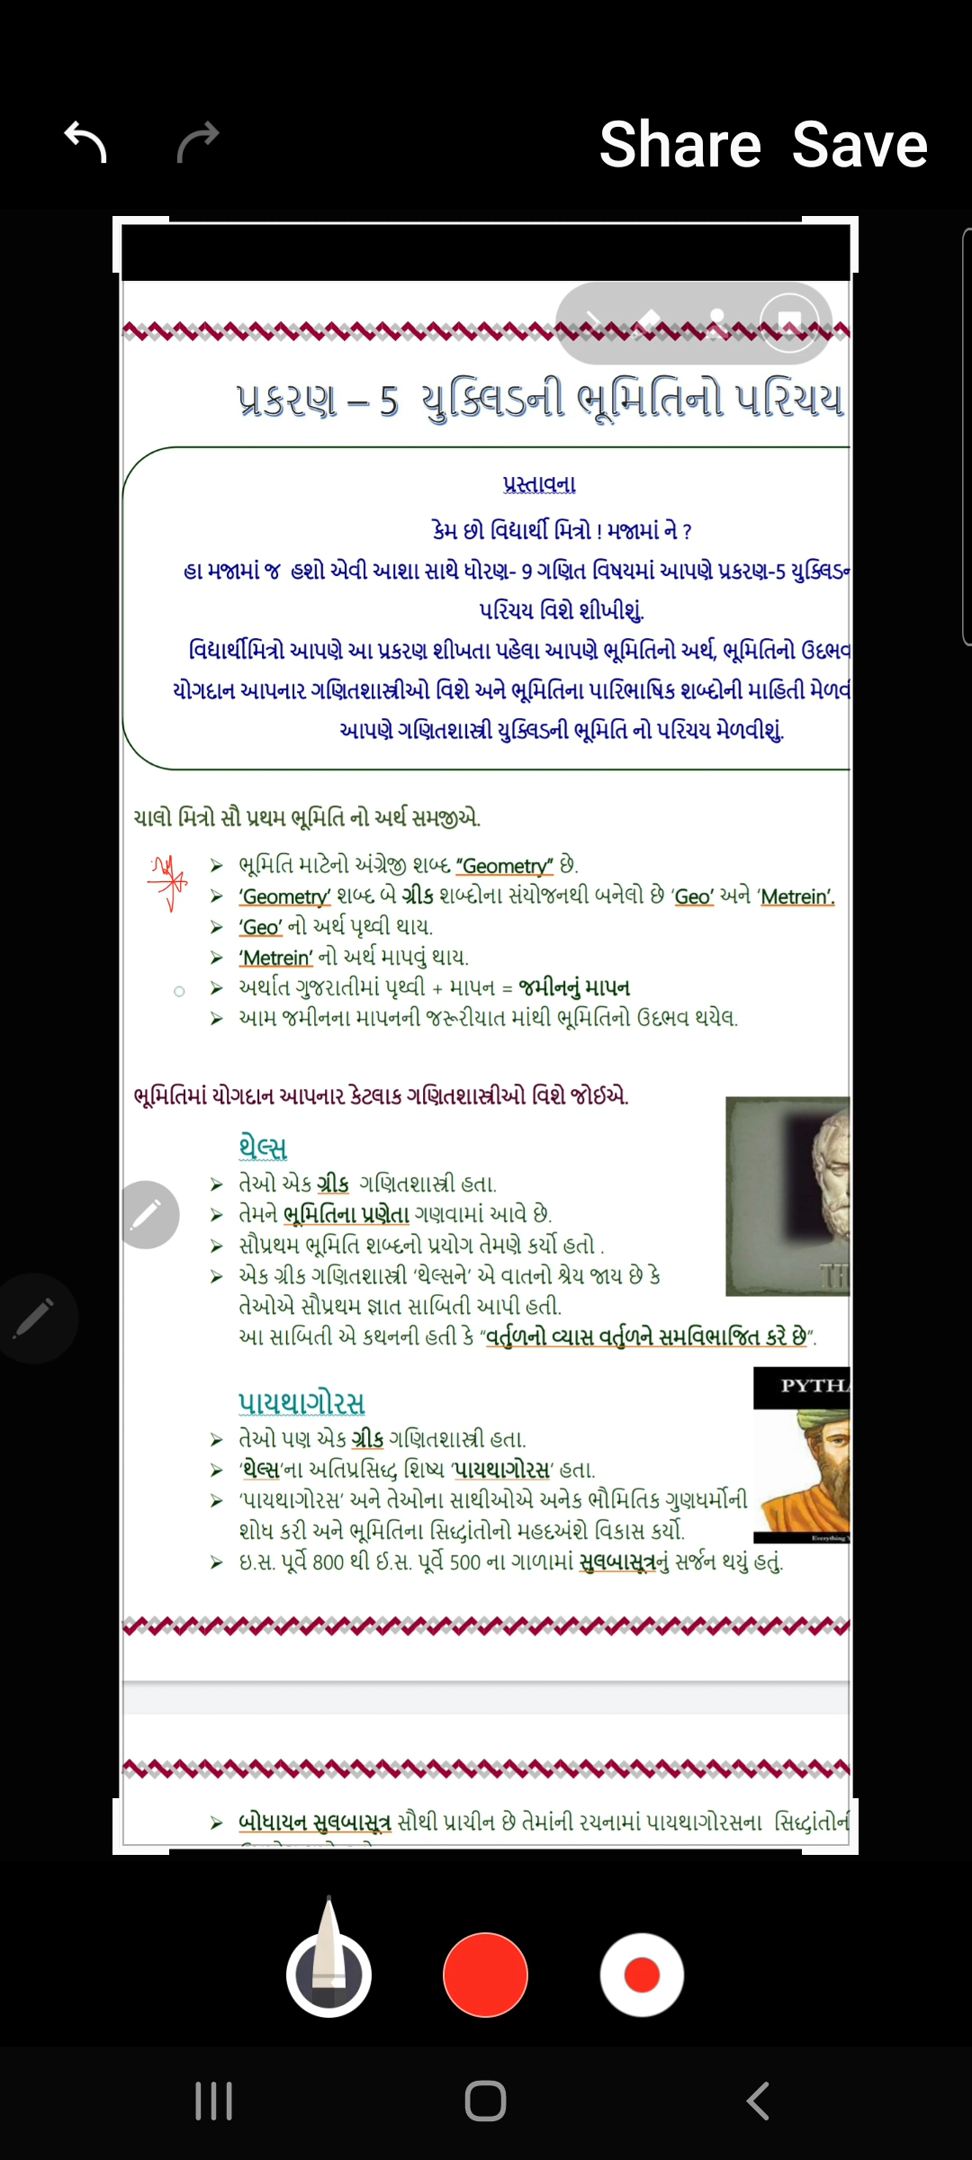 Share Save
પ્રકરણ – 5 યુક્લિડની ભૂમિતિનો પરિચય
પ્રસ્તાવના
કેમ છો વિદ્યાર્થી મિત્રો ! મજામાં ને ?
હા મજામાં જ હશો એવી આશા સાથે ધોરણ- 9 ગણિત વિષયમાં આપણે પ્રકરણ-5
પરિચય વિશે શીખીશું.
વિદ્યાર્થીમિત્રો આપણે આ પ્રકરણ શીખતા પહેલા આપણે ભૂમિતિનો અર્થ, ભૂમિતિનો ઉદભવ
યોગદાન આપનાર ગણિતશાસ્ત્રીઓ વિશે અને ભૂમિતિના પારિભાષિક શબ્દોની માહિતી
આપણે ગણિતશાસ્ત્રી યુક્લિડની ભૂમિતિ નો પરિચય મેળવીશું.
ચાલો મિત્રો સૌ પ્રથમ ભૂમિતિ નો અર્થ સમજીએ.
➢ ભૂમિતિ માટેનો અંગ્રેજી શબ્દ “Geometry” છે.
➢ ‘Geometry’ શબ્દ બે ગ્રીક શબ્દોના સંયોજનથી બનેલો છે ‘Geo’ અને ‘Metrein’.
➢ ‘Geo’ નો અર્થ પૃથ્વી થાય.
➢ ‘Metrein’ નો અર્થ માપવું થાય.
➢ અર્થાત ગુજરાતીમાં પૃથ્વી + માપન = જમીનનું માપન
➢ આમ જમીનના માપનની જરૂરીયાત માંથી ભૂમિતિનો ઉદભવ થયેલ.
ભૂમિતિમાં યોગદાન આપનાર કેટલાક ગણિતશાસ્ત્રીઓ વિશે જોઈએ.
થેલ્સ
➢ તેઓ એક ગ્રીક ગણિતશાસ્ત્રી હતા.
➢ તેમને ભૂમિતિના પ્રણેતા ગણવામાં આવે છે.
➢ સૌપ્રથમ ભૂમિતિ શબ્દનો પ્રયોગ તેમણે કર્યો હતો .
➢ એક ગ્રીક ગણિતશાસ્ત્રી ‘થેલ્સને’ એ વાતનો શ્રેય જાય છે કે
તેઓએ સૌપ્રથમ જ્ઞાત સાબિતી આપી હતી.
આ સાબિતી એ કથનની હતી કે “વર્તુળનો વ્યાસ વર્તુળને સમવિભાજિત કરે છે”.
પાયથાગોરસ
➢ તેઓ પણ એક ગ્રીક ગણિતશાસ્ત્રી હતા.
➢ ‘થેલ્સ’ના અતિપ્રસિધ્ધ શિષ્ય ‘પાયથાગોરસ’ હતા.
➢ ‘પાયથાગોરસ’ અને તેઓના સાથીઓએ અનેક ભૌમિતિક ગુણધર્મોની
શોધ કરી અને ભૂમિતિના સિધ્ધાંતોનો મહદઅંશે વિકાસ કર્યો.
➢ ઇ.સ. પૂર્વે 800 થી ઈ.સ. પૂર્વે 500 ના ગાળામાં સુલબાસૂત્રનું સર્જન થયું હતું.
➢ બોધાયન સુલબાસૂત્ર સૌથી પ્રાચીન છે તેમાંની રચનામાં પાયથાગોરસના